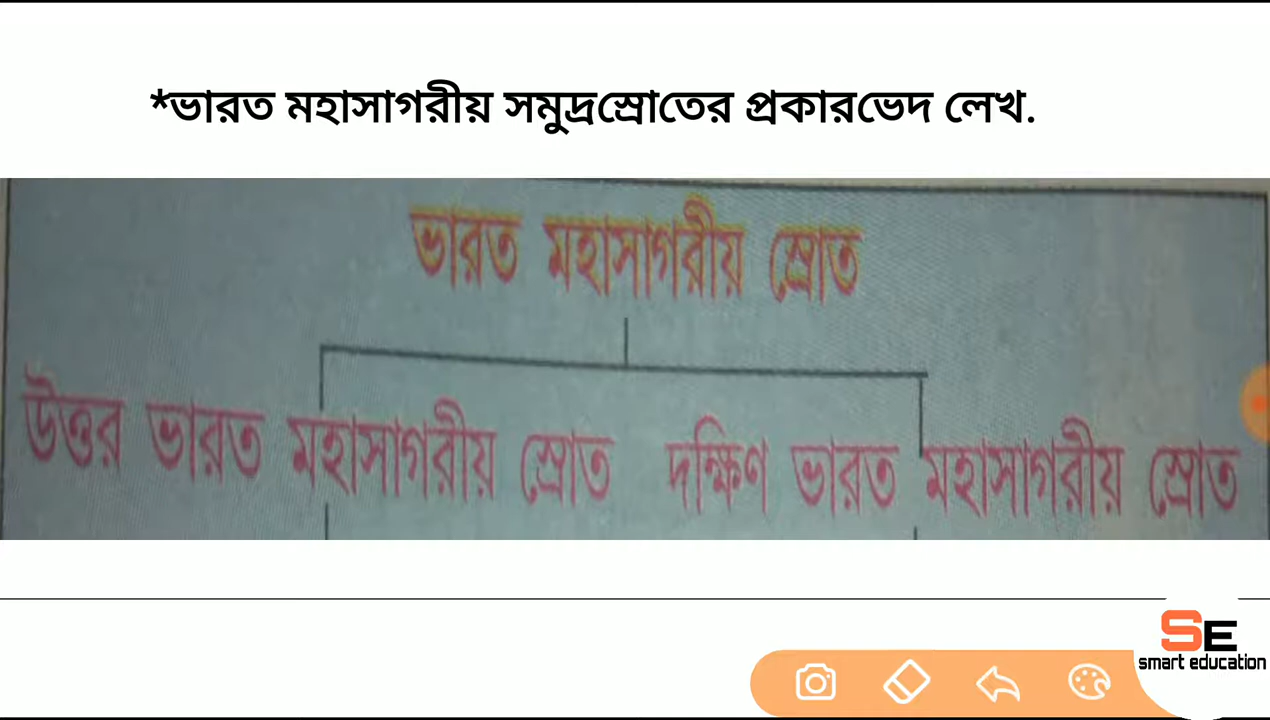 *ভারত মহাসাগরীয় সমুদ্রস্রোতের প্রকারভেদ লেখ.
ভারত মহাসাগরীয় স্রোত
উত্তর ভারত মহাসাগরীয় স্রোত দক্ষিণ ভারত মহাসাগরীয় স্রোত
SE
smart education